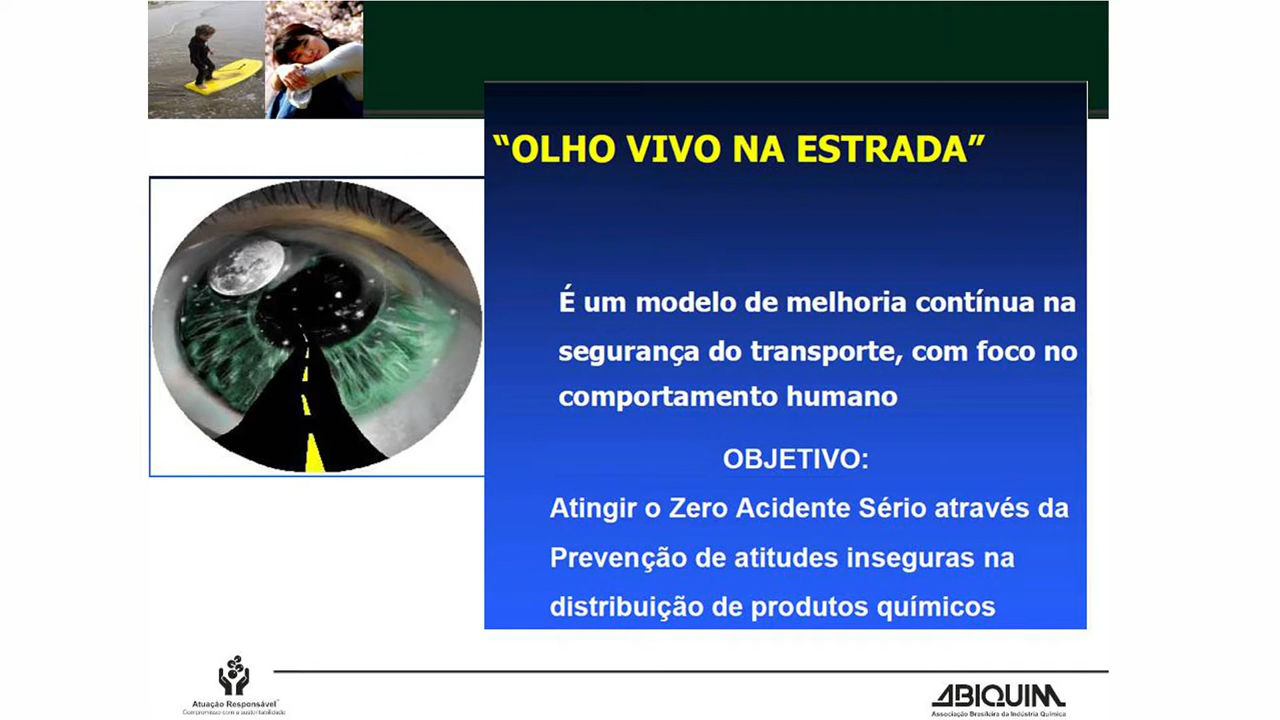 “OLHO VIVO NA ESTRADA”
É um modelo de melhoria contínua na
segurança do transporte, com foco no
comportamento humano
OBJETIVO:
Atingir o Zero Acidente Sério através da
Prevenção de atitudes inseguras na
distribuição de produtos químicos
Atuação Responsável
Compromisso com a sustentabilidade
ABIQUIM
Associação Brasileira da Indústria Química